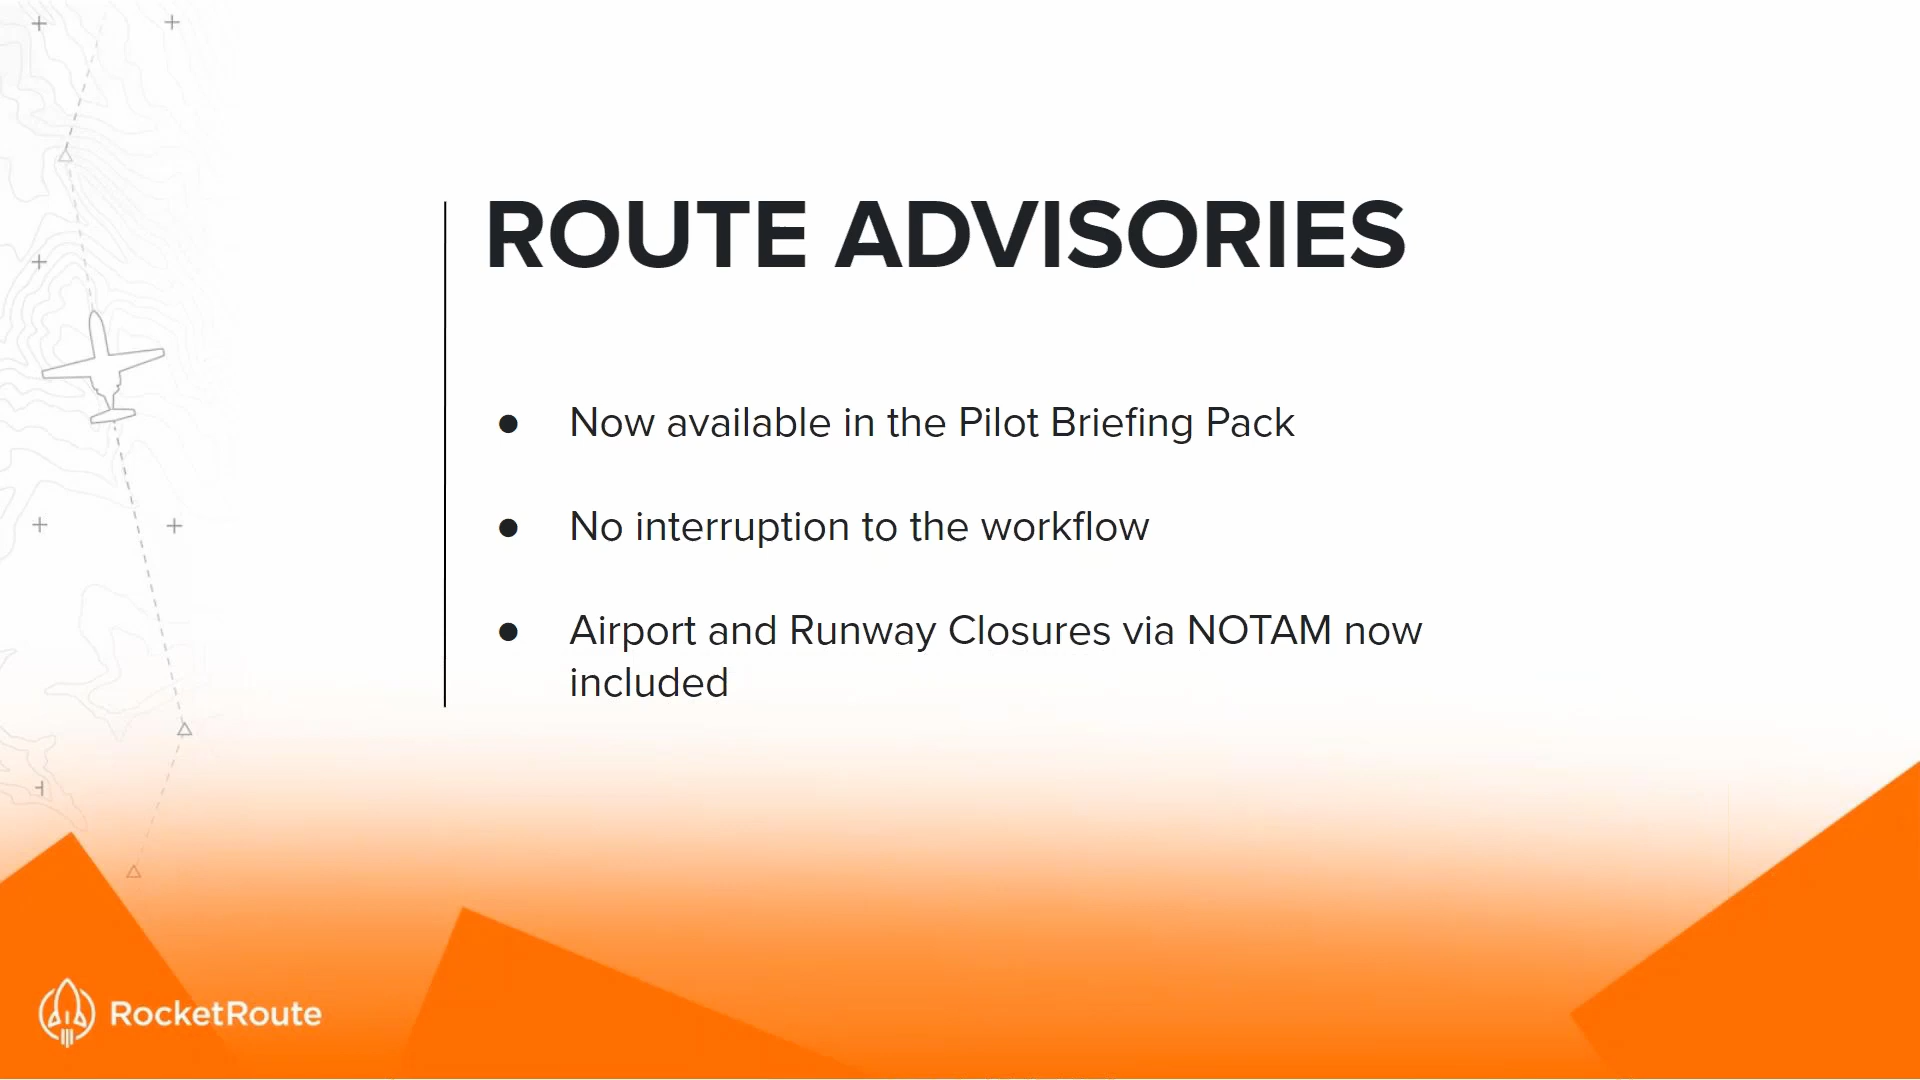 ROUTE ADVISORIES
● Now available in the Pilot Briefing Pack
● No interruption to the workflow
● Airport and Runway Closures via NOTAM now
included
RocketRoute